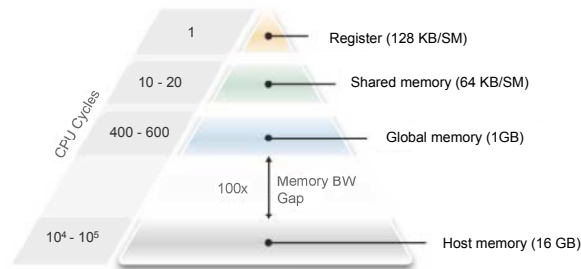 1
Register (128 KB/SM)
10 - 20
Shared memory (64 KB/SM)
CPU Cycles
400 - 600
Global memory (1GB)
100x
Memory BW
Gap
10⁴ - 10⁵
Host memory (16 GB)